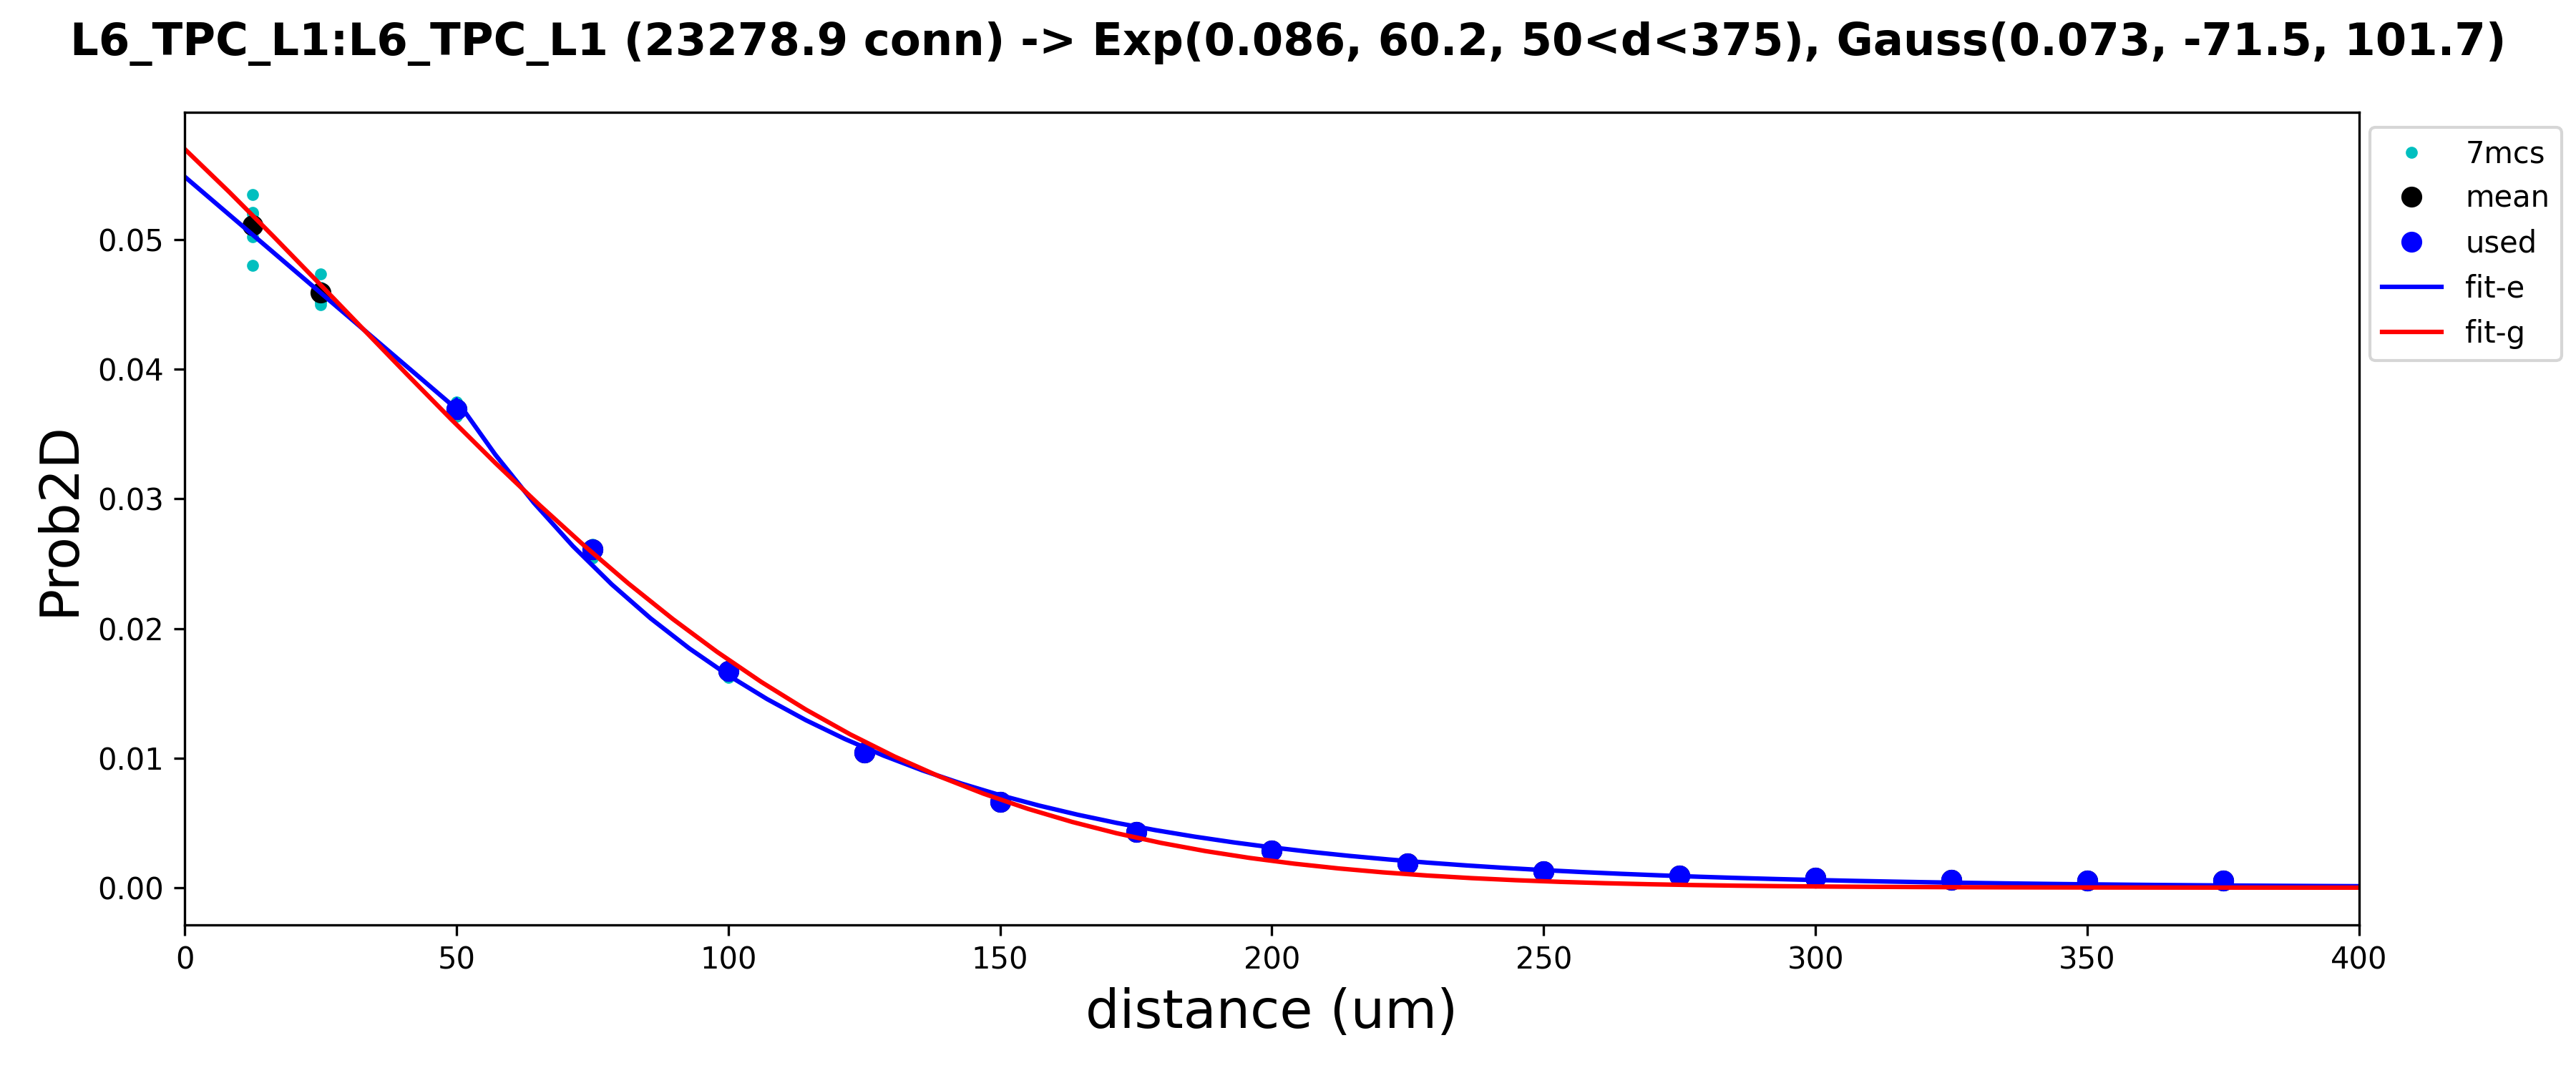 L6_TPC_L1:L6_TPC_L1 (23278.9 conn) -> Exp(0.086, 60.2, 50<d<375), Gauss(0.073, -71.5, 101.7)
7mcs
mean
used
fit-e
fit-g
Prob2D
0.05
0.04
0.03
0.02
0.01
0.00
0 50 100 150 200 250 300 350 400
distance (um)